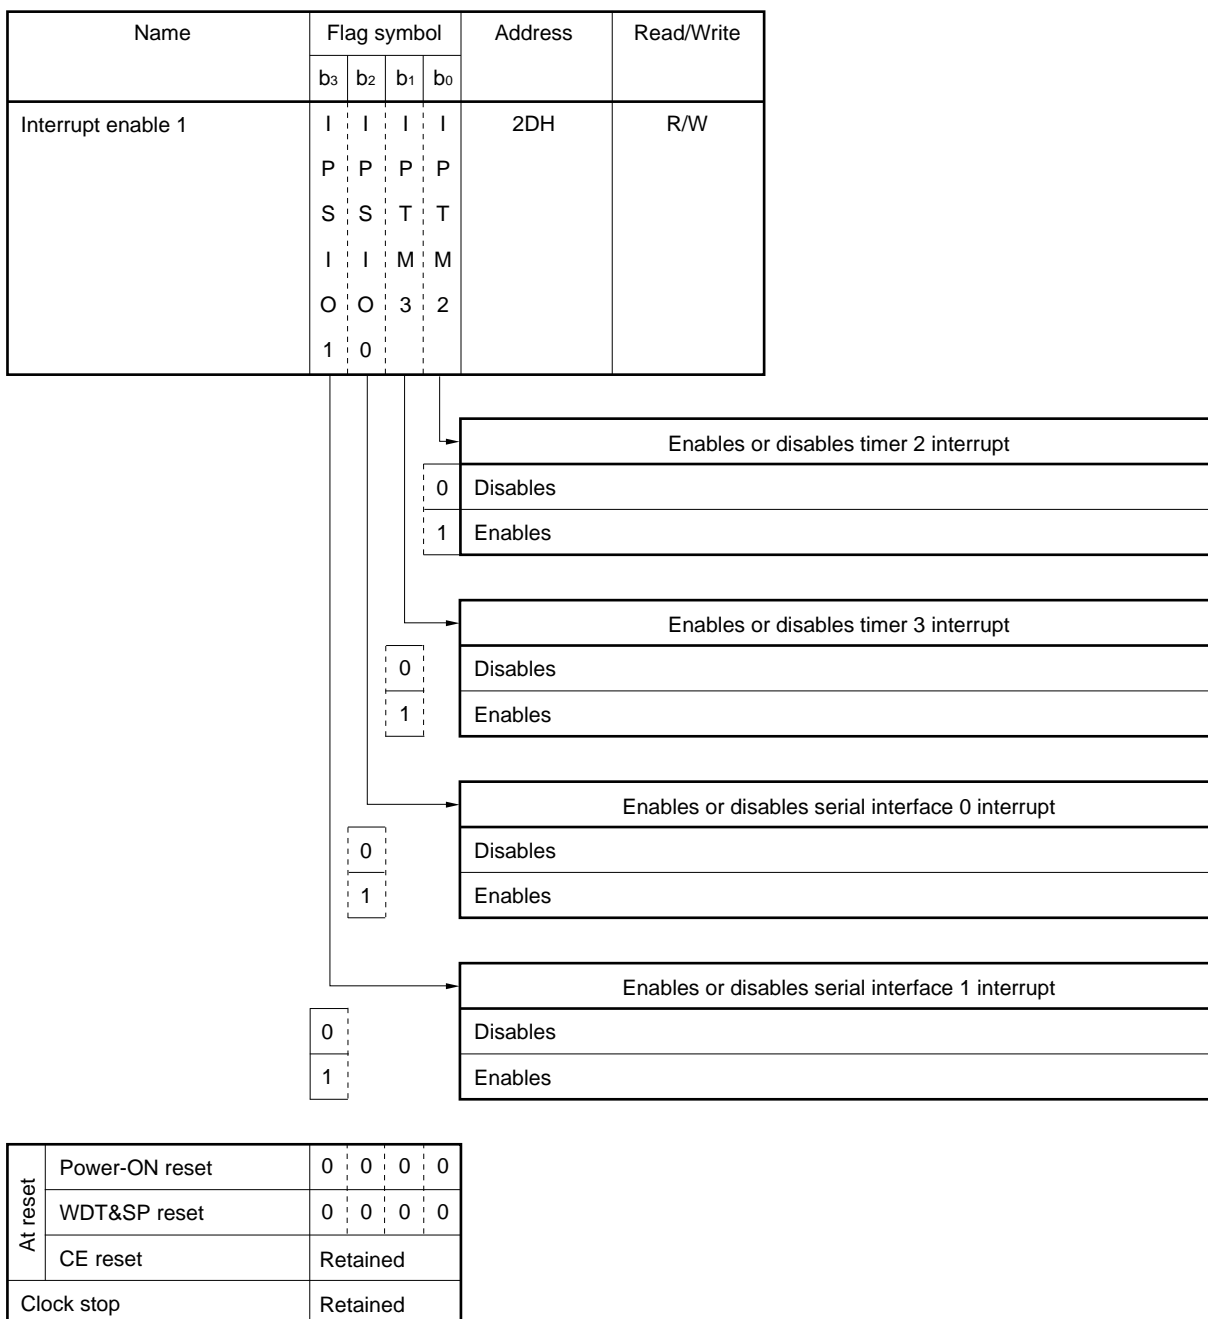 Name Flag symbol Address Read/Write
b3 b2 b1 b0
Interrupt enable 1 I I I I 2DH R/W
P P P P
S S T T
I I M M
O O 3 2
1 0
Enables or disables timer 2 interrupt
0 Disables
1 Enables
Enables or disables timer 3 interrupt
0 Disables
1 Enables
Enables or disables serial interface 0 interrupt
0 Disables
1 Enables
Enables or disables serial interface 1 interrupt
0 Disables
1 Enables
At reset
Power-ON reset 0 0 0 0
WDT&SP reset 0 0 0 0
CE reset Retained
Clock stop Retained